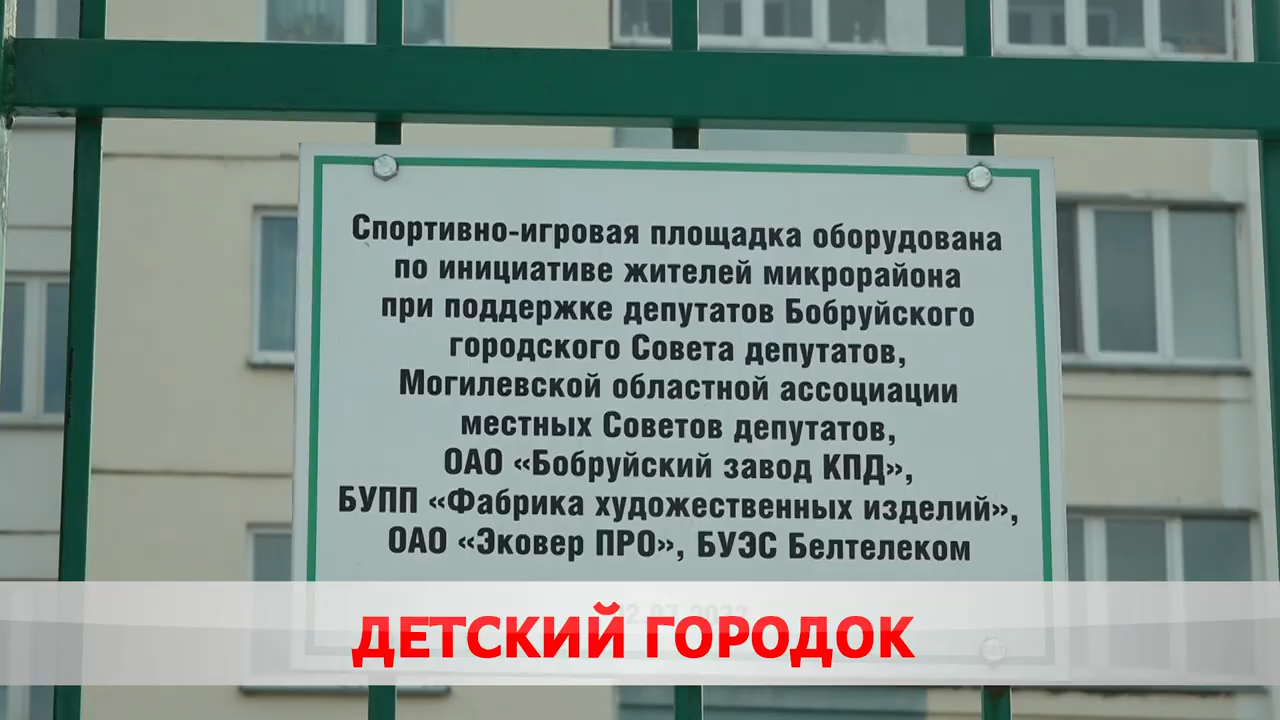 Спортивно-игровая площадка оборудована
по инициативе жителей микрорайона
при поддержке депутатов Бобруйского
городского Совета депутатов,
Могилевской областной ассоциации
местных Советов депутатов,
ОАО «Бобруйский завод КПД»,
БУПП «Фабрика художественных изделий»,
ОАО «Эковер ПРО», БУЭС Белтелеком
ДЕТСКИЙ ГОРОДОК